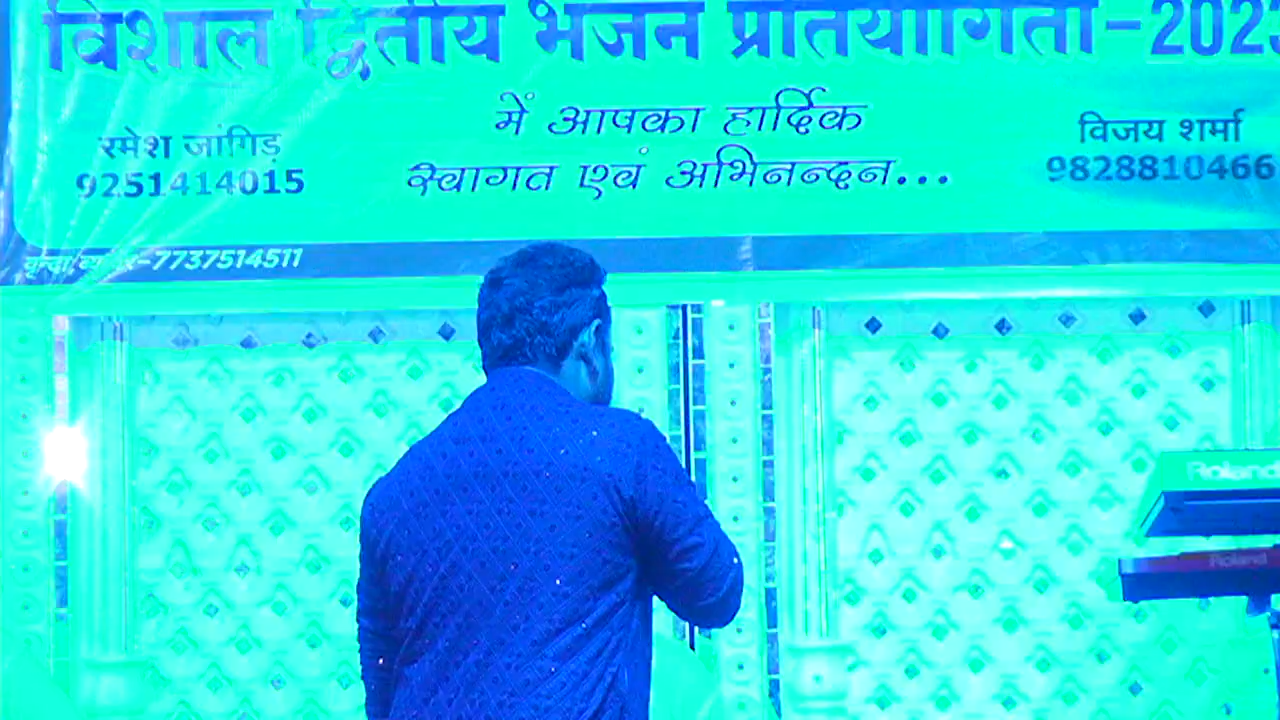 विशाल द्वितीय भजन प्रतियोगिता-2023
में आपका हार्दिक
स्वागत एवं अभिनन्दन...
रमेश जांगिड़
9251414015
विजय शर्मा
9828810466
-7737514511
Roland
Roland